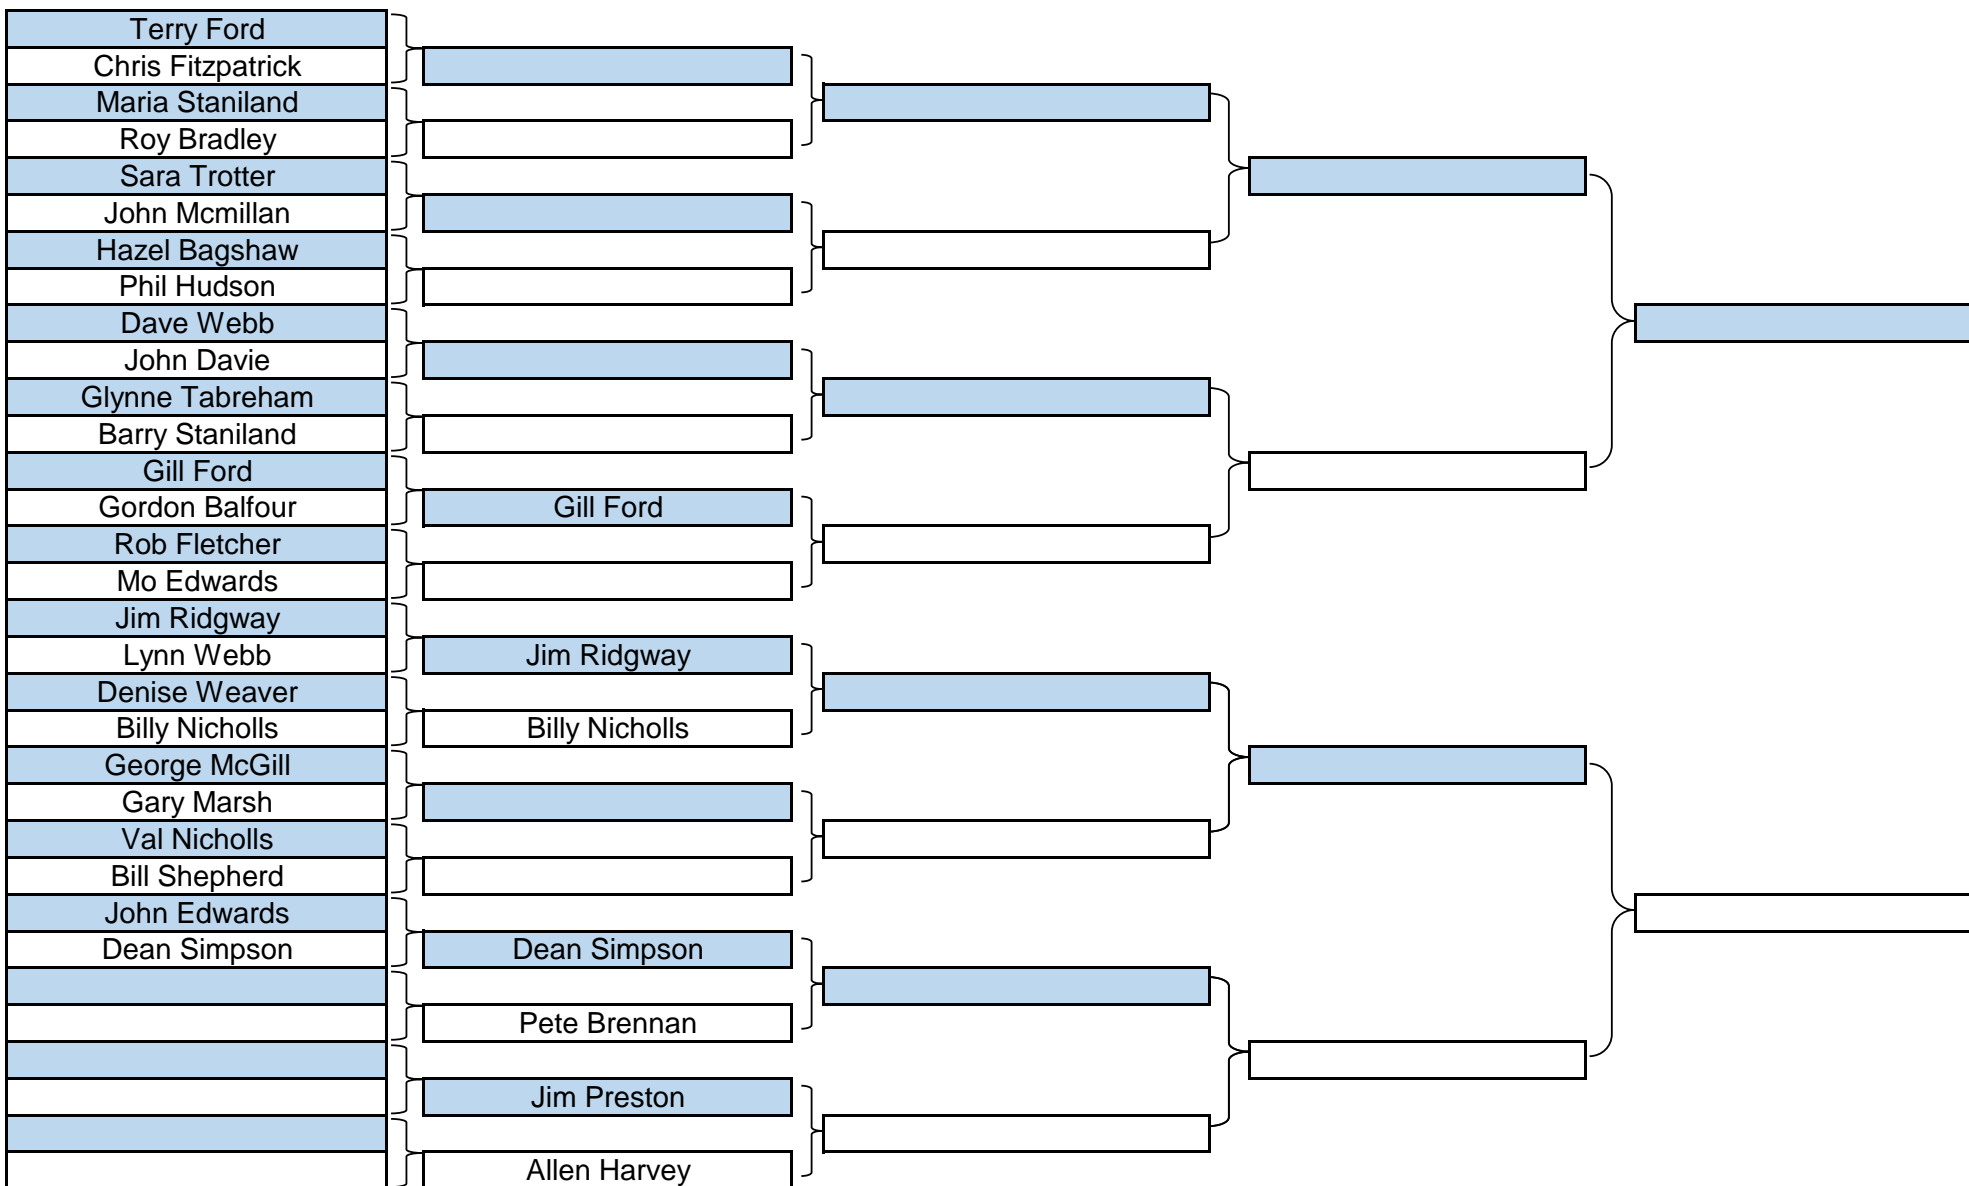 Terry Ford
Chris Fitzpatrick
Maria Staniland
Roy Bradley
Sara Trotter
John Mcmillan
Hazel Bagshaw
Phil Hudson
Dave Webb
John Davie
Glynne Tabreham
Barry Staniland
Gill Ford
Gordon Balfour
Rob Fletcher
Mo Edwards
Jim Ridgway
Lynn Webb
Denise Weaver
Billy Nicholls
George McGill
Gary Marsh
Val Nicholls
Bill Shepherd
John Edwards
Dean Simpson
Gill Ford
Jim Ridgway
Billy Nicholls
Dean Simpson
Pete Brennan
Jim Preston
Allen Harvey